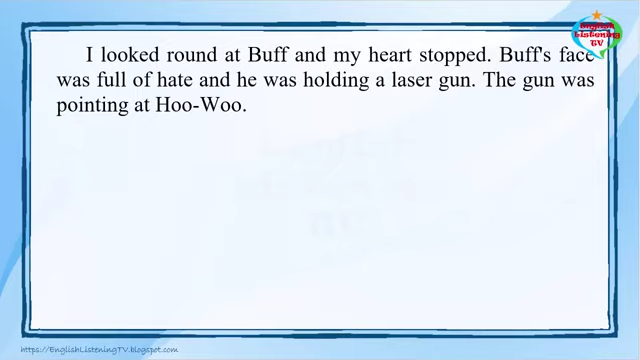 English
Listening
TV
I looked round at Buff and my heart stopped. Buff's face
was full of hate and he was holding a laser gun. The gun was
pointing at Hoo-Woo.
https://EnglishListeningTV.blogspot.com